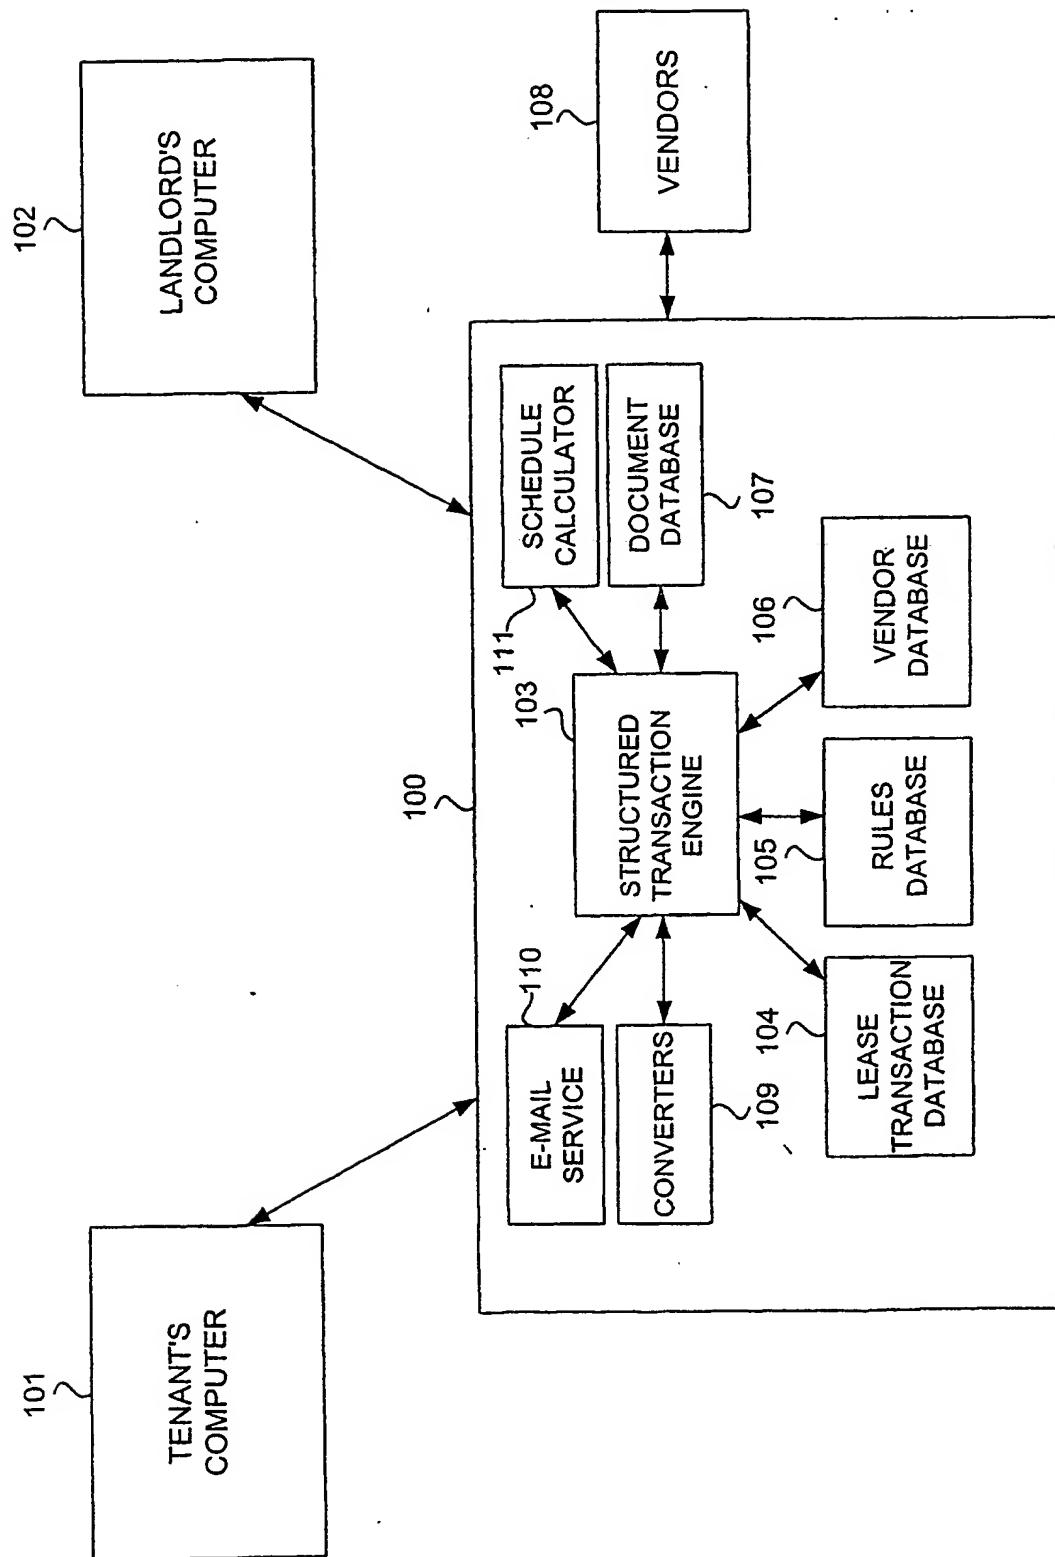 101
TENANT'S
COMPUTER
102
LANDLORD'S
COMPUTER
100
110
E-MAIL
SERVICE
111
SCHEDULE
CALCULATOR
103
STRUCTURED
TRANSACTION
ENGINE
108
VENDORS
CONVERTERS
109
DOCUMENT
DATABASE
107
104
LEASE
TRANSACTION
DATABASE
105
RULES
DATABASE
106
VENDOR
DATABASE